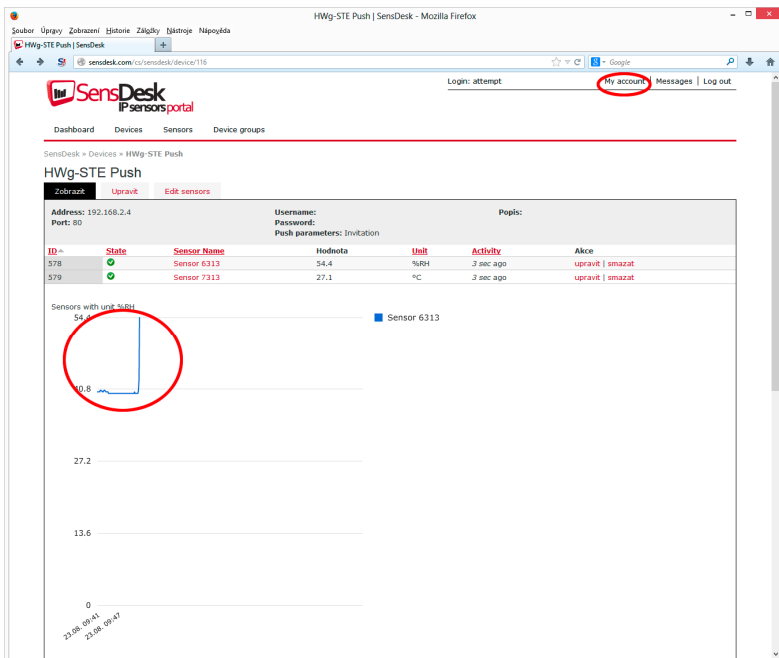 HWg-STE Push | SensDesk - Mozilla Firefox
Soubor Úpravy Zobrazení Historie Záložky Nástroje Nápověda
HWg-STE Push | SensDesk +
sensdesk.com/cs/sensdesk/device/116 Google
SensDesk
IP sensors portal
Login: attempt My account | Messages | Log out
Dashboard Devices Sensors Device groups
SensDesk » Devices » HWg-STE Push
HWg-STE Push
Zobrazit Upravit Edit sensors
Address: 192.168.2.4 Username: Popis:
Port: 80 Password:
Push parameters: Invitation
ID State Sensor Name Hodnota Unit Activity Akce
578 Sensor 6313 54.4 %RH 3 sec ago upravit | smazat
579 Sensor 7313 27.1 °C 3 sec ago upravit | smazat
Sensors with unit %RH
54.4 Sensor 6313
40.8
27.2
13.6
0
23.08. 09:41
23.08. 09:47